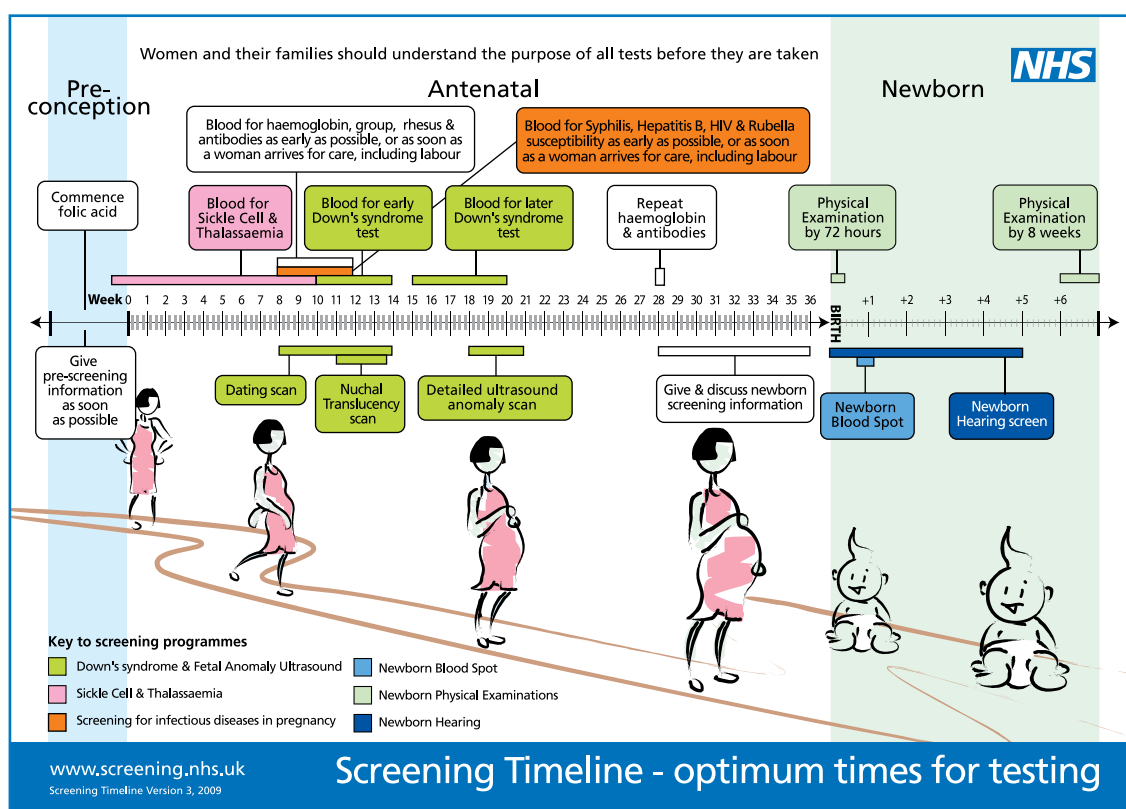 Women and their families should understand the purpose of all tests before they are taken
NHS
Pre-
conception
Antenatal
Newborn
Blood for haemoglobin, group, rhesus &
antibodies as early as possible, or as soon as
a woman arrives for care, including labour
Blood for Syphilis, Hepatitis B, HIV & Rubella
susceptibility as early as possible, or as soon
as a woman arrives for care, including labour
Commence
folic acid
Blood for
Sickle Cell &
Thalassaemia
Blood for early
Down's syndrome
test
Blood for later
Down's syndrome
test
Repeat
haemoglobin
& antibodies
Physical
Examination
by 72 hours
Physical
Examination
by 8 weeks
Week 0 1 2 3 4 5 6 7 8 9 10 11 12 13 14 15 16 17 18 19 20 21 22 23 24 25 26 27 28 29 30 31 32 33 34 35 36
BIRTH
+1 +2 +3 +4 +5 +6
Give
pre-screening
information
as soon
as possible
Dating scan
Nuchal
Translucency
scan
Detailed ultrasound
anomaly scan
Give & discuss newborn
screening information
Newborn
Blood Spot
Newborn
Hearing screen
Key to screening programmes
Down's syndrome & Fetal Anomaly Ultrasound
Sickle Cell & Thalassaemia
Screening for infectious diseases in pregnancy
Newborn Blood Spot
Newborn Physical Examinations
Newborn Hearing
www.screening.nhs.uk
Screening Timeline Version 3, 2009
Screening Timeline - optimum times for testing